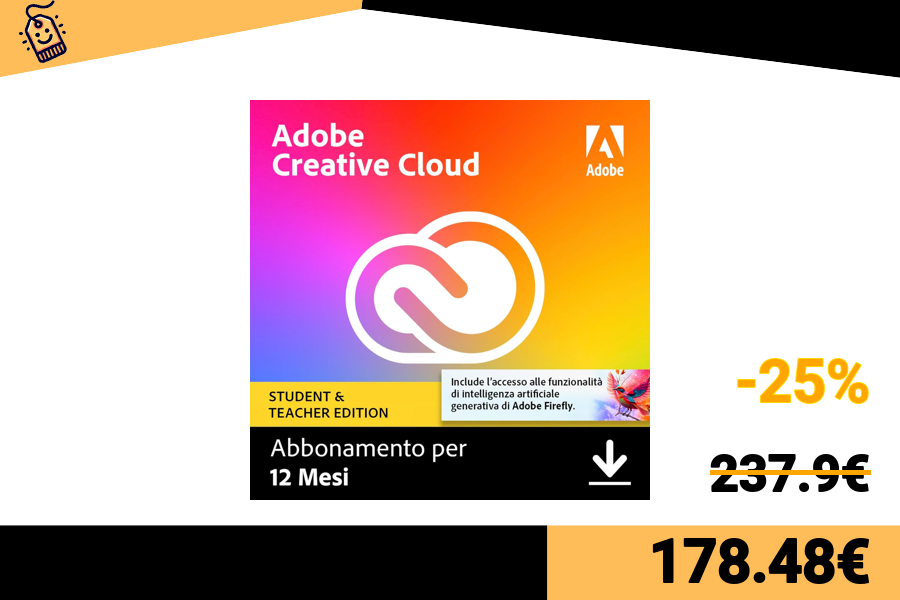 Adobe
Creative Cloud
Adobe
STUDENT &
TEACHER EDITION
Include l'accesso alle funzionalità
di intelligenza artificiale
generativa di Adobe Firefly.
Abbonamento per
12 Mesi
-25%
237.9€
178.48€